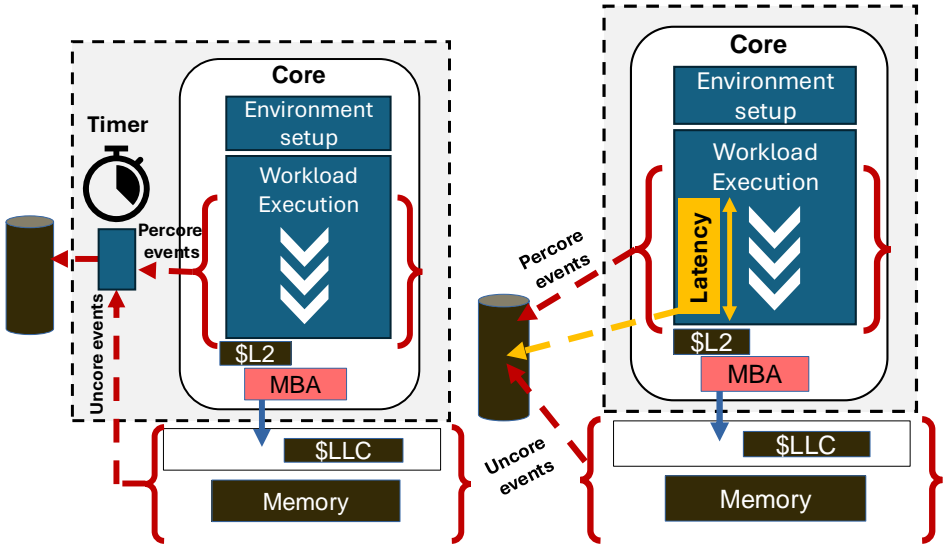 Core
Environment
setup
Timer
Workload
Execution
Percore
events
Uncore events
$L2
MBA
$LLC
Memory
Core
Environment
setup
Workload
Execution
Latency
Percore
events
$L2
MBA
Uncore
events
$LLC
Memory